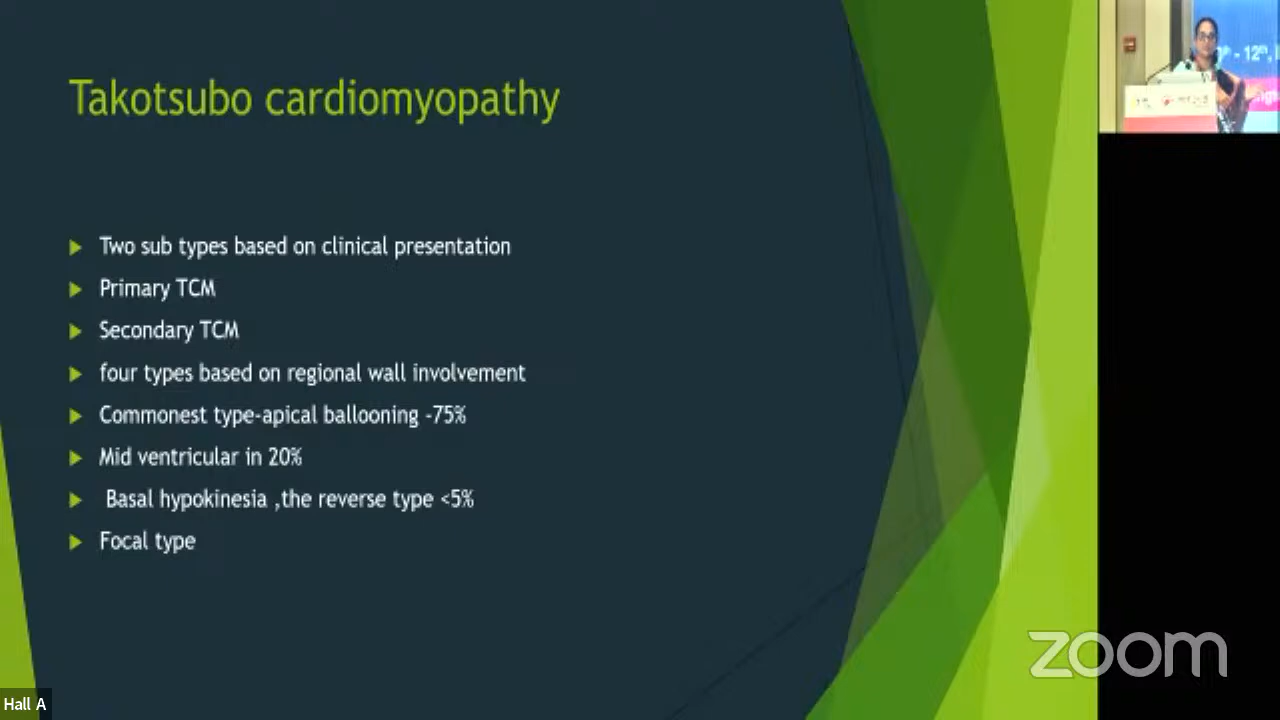 Takotsubo cardiomyopathy
Two sub types based on clinical presentation
Primary TCM
Secondary TCM
four types based on regional wall involvement
Commonest type-apical ballooning -75%
Mid ventricular in 20%
Basal hypokinesia ,the reverse type <5%
Focal type
zoom
Hall A